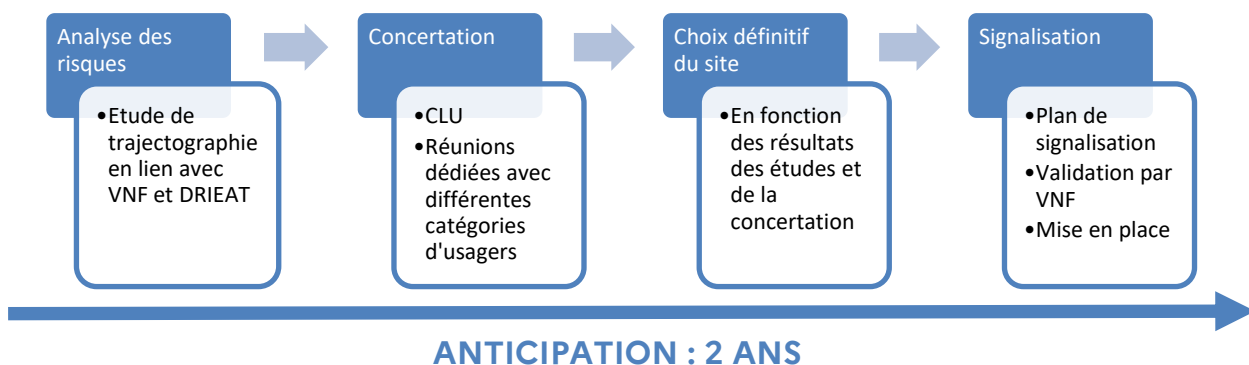 Analyse des
risques
•Etude de
trajectographie
en lien avec
VNF et DRIEAT
Concertation
•CLU
•Réunions
dédiées avec
différentes
catégories
d'usagers
Choix définitif
du site
•En fonction
des résultats
des études et
de la
concertation
Signalisation
•Plan de
signalisation
•Validation par
VNF
•Mise en place
ANTICIPATION : 2 ANS